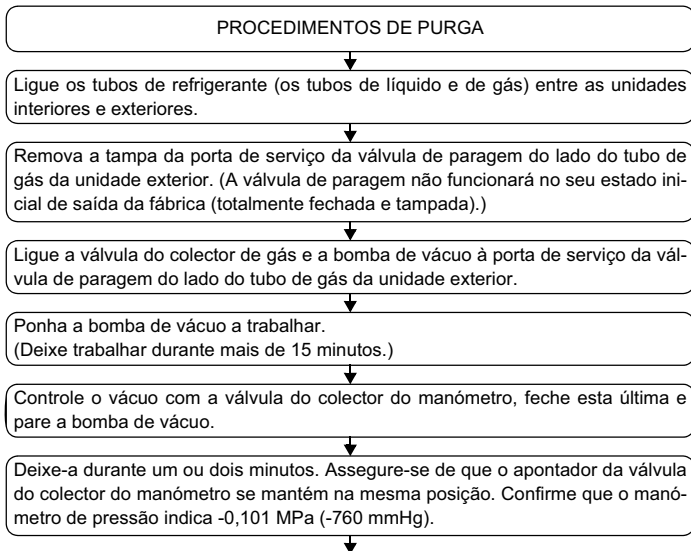 PROCEDIMENTOS DE PURGA
Ligue os tubos de refrigerante (os tubos de líquido e de gás) entre as unidades
interiores e exteriores.
Remova a tampa da porta de serviço da válvula de paragem do lado do tubo de
gás da unidade exterior. (A válvula de paragem não funcionará no seu estado ini-
cial de saída da fábrica (totalmente fechada e tampada).)
Ligue a válvula do colector de gás e a bomba de vácuo à porta de serviço da vál-
vula de paragem do lado do tubo de gás da unidade exterior.
Ponha a bomba de vácuo a trabalhar.
(Deixe trabalhar durante mais de 15 minutos.)
Controle o vácuo com a válvula do colector do manómetro, feche esta última e
pare a bomba de vácuo.
Deixe-a durante um ou dois minutos. Assegure-se de que o apontador da válvula
do colector do manómetro se mantém na mesma posição. Confirme que o manó-
metro de pressão indica -0,101 MPa (-760 mmHg).